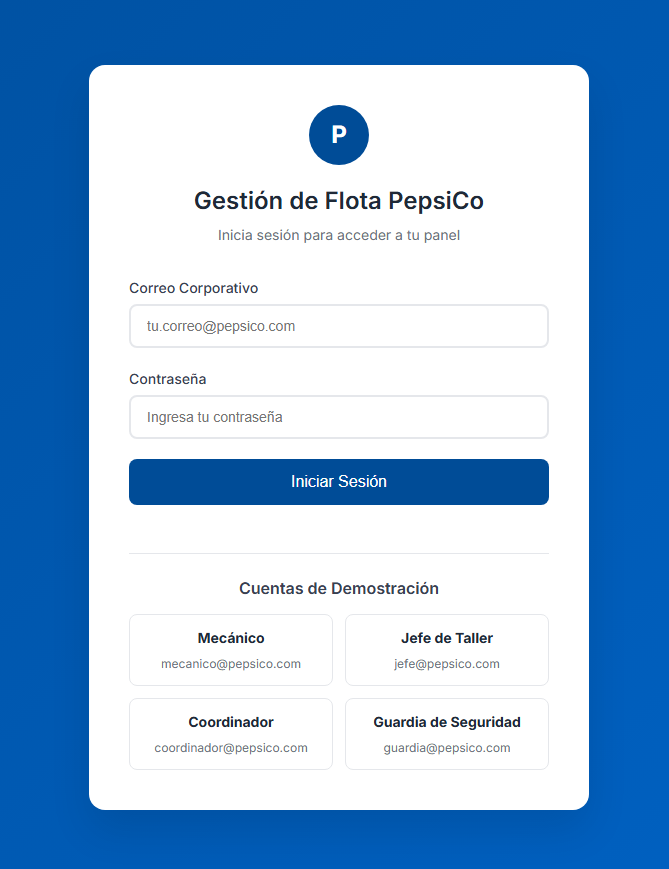 P
Gestión de Flota PepsiCo
Inicia sesión para acceder a tu panel
Correo Corporativo
tu.correo@pepsico.com
Contraseña
Ingresa tu contraseña
Iniciar Sesión
Cuentas de Demostración
Mecánico
mecanico@pepsico.com
Jefe de Taller
jefe@pepsico.com
Coordinador
coordinador@pepsico.com
Guardia de Seguridad
guardia@pepsico.com